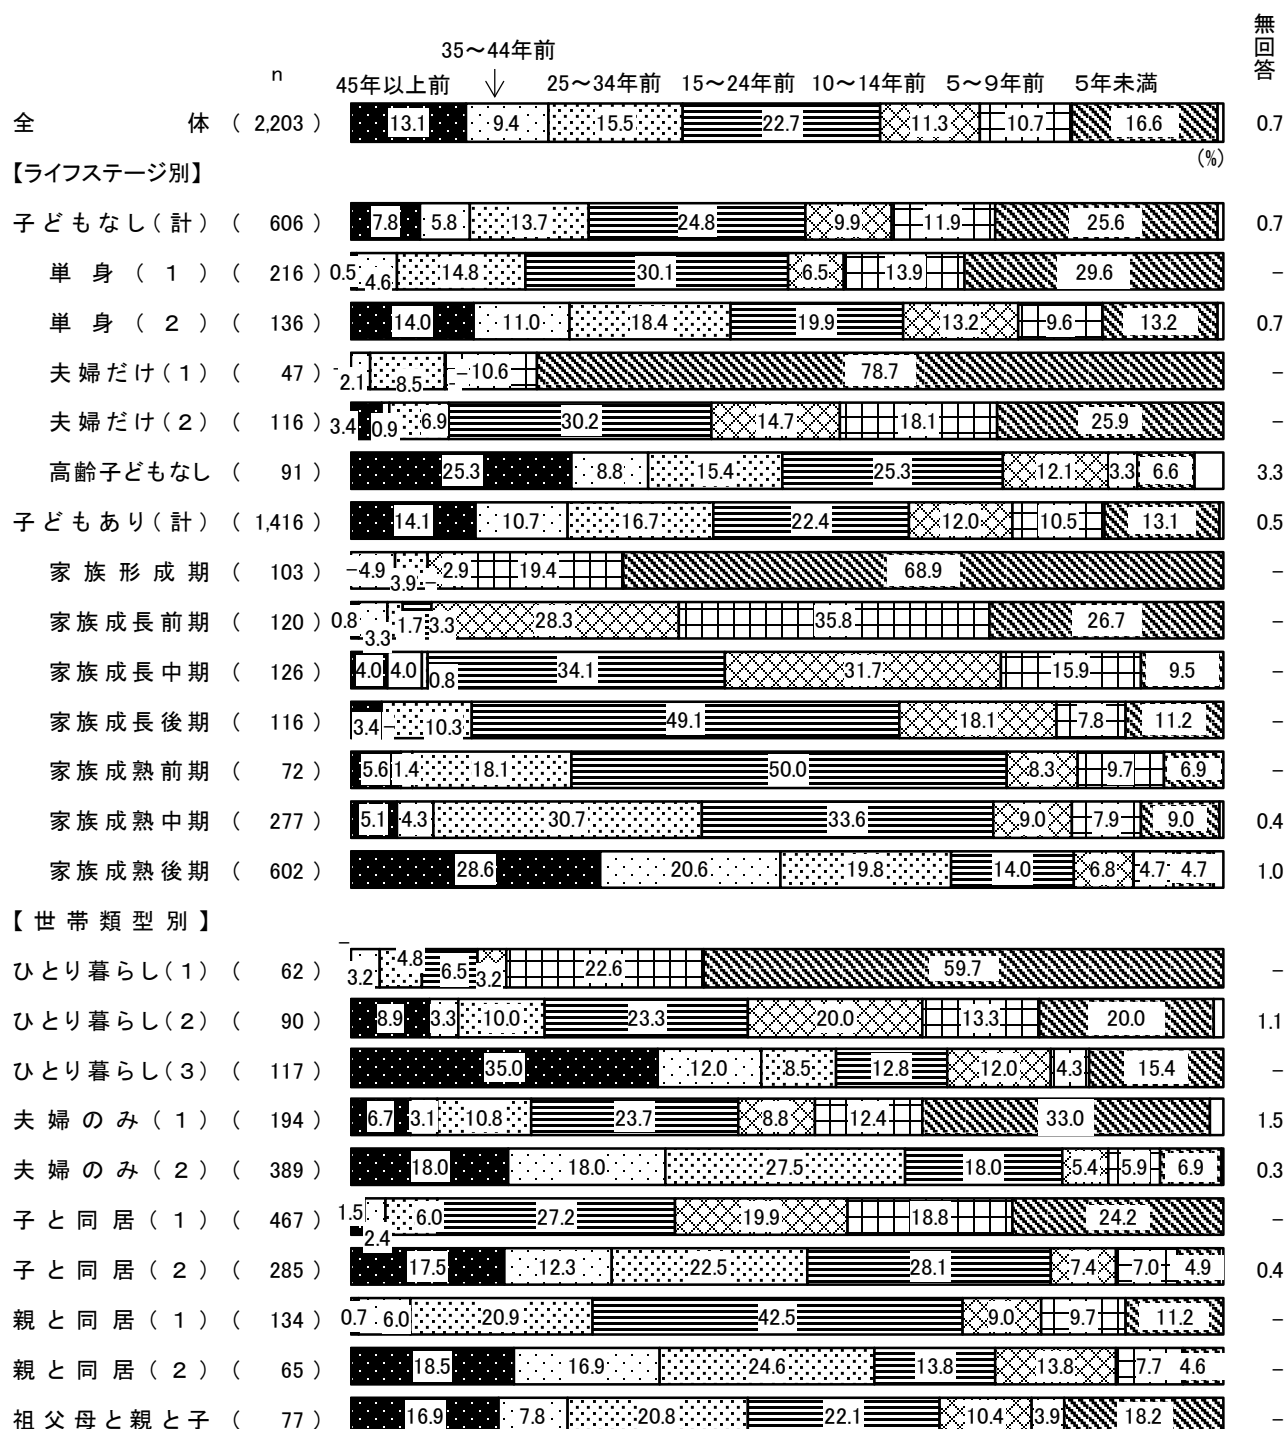 無回答
35～44年前
n 45年以上前 25～34年前 15～24年前 10～14年前 5～9年前 5年未満
全体 ( 2,203 ) 13.1 9.4 15.5 22.7 11.3 10.7 16.6 0.7
(%)
【ライフステージ別】
子どもなし(計) ( 606 ) 7.8 5.8 13.7 24.8 9.9 11.9 25.6 0.7
単身(1) ( 216 ) 0.5 4.6 14.8 30.1 6.5 13.9 29.6 –
単身(2) ( 136 ) 14.0 11.0 18.4 19.9 13.2 9.6 13.2 0.7
夫婦だけ(1) ( 47 ) – 2.1 8.5 – – 10.6 78.7 –
夫婦だけ(2) ( 116 ) 3.4 0.9 6.9 30.2 14.7 18.1 25.9 –
高齢子どもなし ( 91 ) 25.3 8.8 15.4 25.3 12.1 3.3 6.6 3.3
子どもあり(計) ( 1,416 ) 14.1 10.7 16.7 22.4 12.0 10.5 13.1 0.5
家族形成期 ( 103 ) – 4.9 3.9 – 2.9 19.4 68.9 –
家族成長前期 ( 120 ) 0.8 3.3 1.7 3.3 28.3 35.8 26.7 –
家族成長中期 ( 126 ) 4.0 4.0 0.8 34.1 31.7 15.9 9.5 –
家族成長後期 ( 116 ) 3.4 – 10.3 49.1 18.1 7.8 11.2 –
家族成熟前期 ( 72 ) 5.6 1.4 18.1 50.0 8.3 9.7 6.9 –
家族成熟中期 ( 277 ) 5.1 4.3 30.7 33.6 9.0 7.9 9.0 0.4
家族成熟後期 ( 602 ) 28.6 20.6 19.8 14.0 6.8 4.7 4.7 1.0
【世帯類型別】
ひとり暮らし(1) ( 62 ) – 3.2 4.8 6.5 3.2 22.6 59.7 –
ひとり暮らし(2) ( 90 ) 8.9 3.3 10.0 23.3 20.0 13.3 20.0 1.1
ひとり暮らし(3) ( 117 ) 35.0 12.0 8.5 12.8 12.0 4.3 15.4 –
夫婦のみ(1) ( 194 ) 6.7 3.1 10.8 23.7 8.8 12.4 33.0 1.5
夫婦のみ(2) ( 389 ) 18.0 18.0 27.5 18.0 5.4 5.9 6.9 0.3
子と同居(1) ( 467 ) 1.5 2.4 6.0 27.2 19.9 18.8 24.2 –
子と同居(2) ( 285 ) 17.5 12.3 22.5 28.1 7.4 7.0 4.9 0.4
親と同居(1) ( 134 ) 0.7 6.0 20.9 42.5 9.0 9.7 11.2 –
親と同居(2) ( 65 ) 18.5 16.9 24.6 13.8 13.8 7.7 4.6 –
祖父母と親と子 ( 77 ) 16.9 7.8 20.8 22.1 10.4 3.9 18.2 –